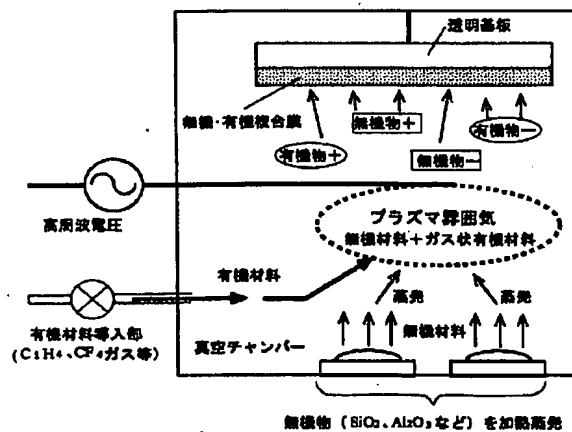 透明基板
無機・有機複合膜
無機物+
有機物-
有機物+
無機物-
高周波電圧
プラズマ雰囲気
無機材料+ガス状有機材料
有機材料
蒸発
蒸発
有機材料導入部
(C₂H₄、CF₄ガス等)
無機材料
真空チャンバー
無機物(SiO₂、Al₂O₃など)を加熱蒸発